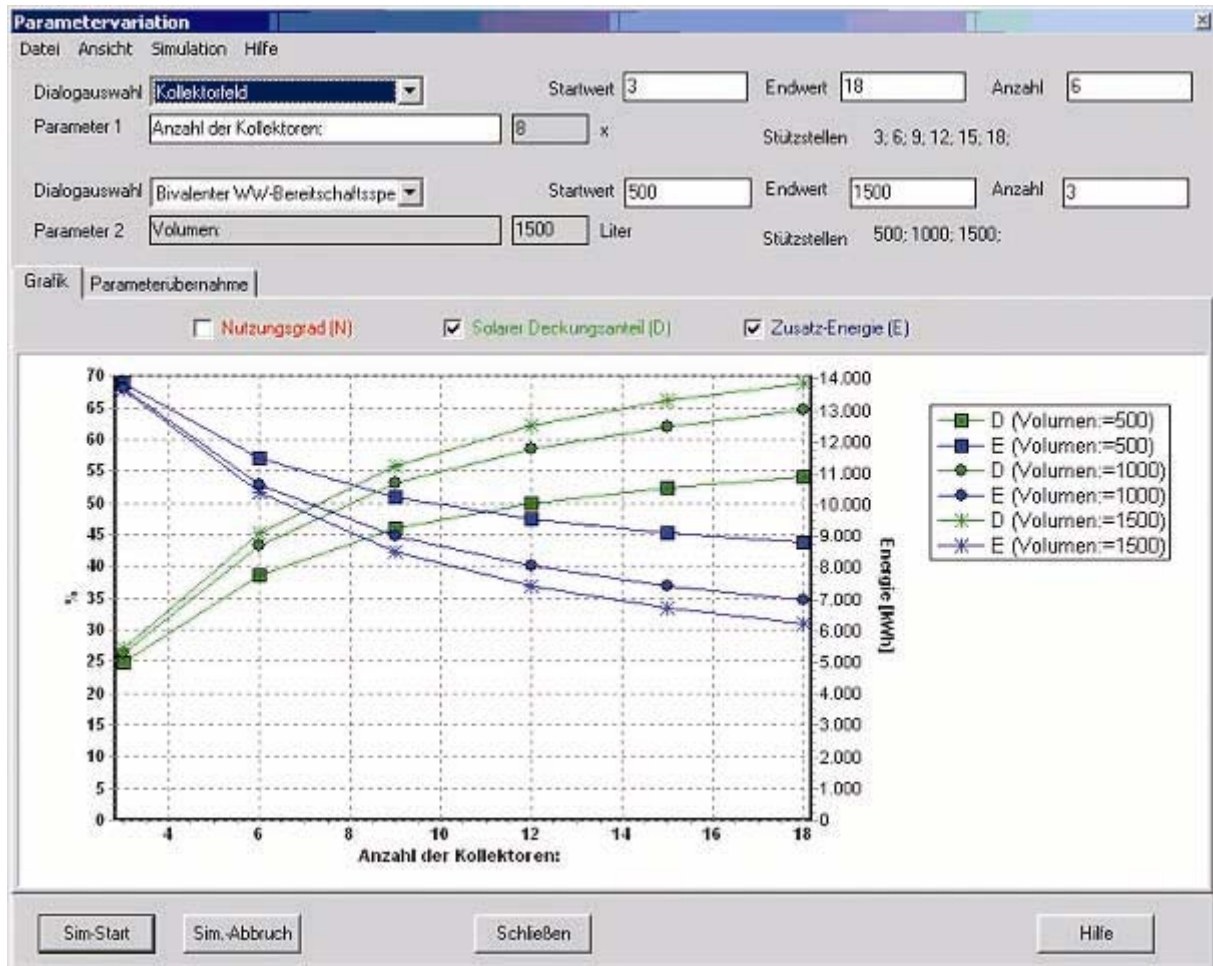 Parametervariation
Datei Ansicht Simulation Hilfe
Dialogauswahl Kollektorfeld Startwert 3 Endwert 18 Anzahl 6
Parameter 1 Anzahl der Kollektoren: 8 x Stützstellen 3; 6; 9; 12; 15; 18;
Dialogauswahl Bivalenter WW-Bereitschaftsspe Startwert 500 Endwert 1500 Anzahl 3
Parameter 2 Volumen: 1500 Liter Stützstellen 500; 1000; 1500;
Grafik Parameterübernahme
Nutzungsgrad (N) Solarer Deckungsanteil (D) Zusatz-Energie (E)
70
65
60
55
50
45
40
35
30
25
20
15
10
5
0
%
4 6 8 10 12 14 16 18
Anzahl der Kollektoren:
14.000
13.000
12.000
11.000
10.000
9.000
8.000
7.000
6.000
5.000
4.000
3.000
2.000
1.000
0
Energie [kWh]
D (Volumen:=500)
E (Volumen:=500)
D (Volumen:=1000)
E (Volumen:=1000)
D (Volumen:=1500)
E (Volumen:=1500)
Sim-Start Sim.-Abbruch Schließen Hilfe